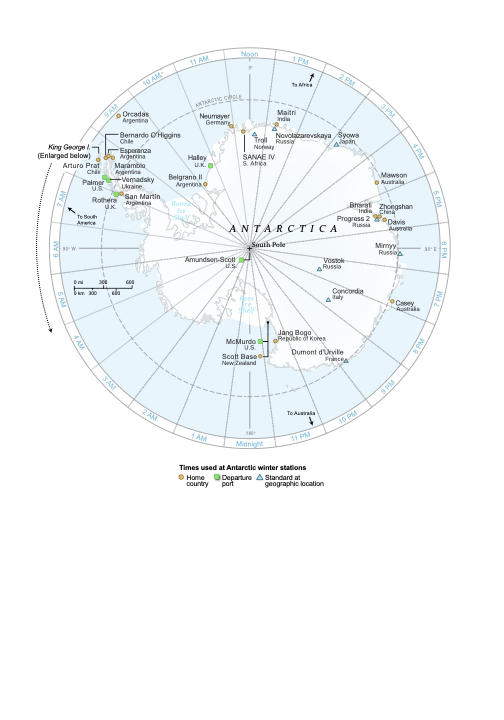 Noon
0°
11 AM
1 PM
10 AM*
2 PM
To Africa
ANTARCTIC CIRCLE
9 AM
3 PM
Orcadas
Argentina
Neumayer
Germany
Maitri
India
Bernardo O'Higgins
Chile
Troll
Norway
Novolazarevskaya
Russia
Syowa
Japan
4 PM
King George I.
(Enlarged below)
Esperanza
Argentina
SANAE IV
S. Africa
Arturo Prat
Chile
Marambio
Argentina
Halley
U.K.
Palmer
U.S.
Vernadsky
Ukraine
Belgrano II
Argentina
Mawson
Australia
7 AM
Rothera
U.K.
San Martín
Argentina
5 PM
Ronne
Ice
Shelf
Bharati
India
Zhongshan
China
To South
America
Progress 2
Russia
Davis
Australia
ANTARCTICA
6 AM
90° W
South Pole
Mirnyy
Russia
90° E
6 PM
Amundsen-Scott
U.S.
Vostok
Russia
0 mi 300 600
0 km 300 600
5 AM
Ross
Ice
Shelf
Concordia
Italy
Casey
Australia
7 PM
4 AM
Jang Bogo
Republic of Korea
McMurdo
U.S.
8 PM
Scott Base
New Zealand
Dumont d'Urville
France
3 AM
9 PM
2 AM
To Australia
10 PM
1 AM
180°
11 PM
Midnight
Times used at Antarctic winter stations
Home
country
Departure
port
Standard at
geographic location